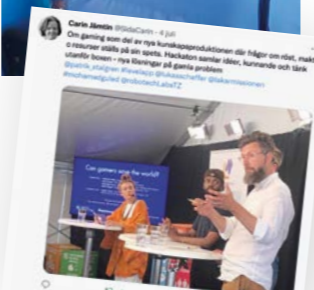 Carin Jämtin @SidaCarin · 4 juli
Om gaming som del av nya kunskapsproduktionen där frågor om röst, makt
o resurser ställs på sin spets. Hackaton samlar idéer, kunnande och tänk
utanför boxen – nya lösningar på gamla problem
@patrik_stalgren @lakarmissionen
@robotechLabsTZ
Can gamers save the world?